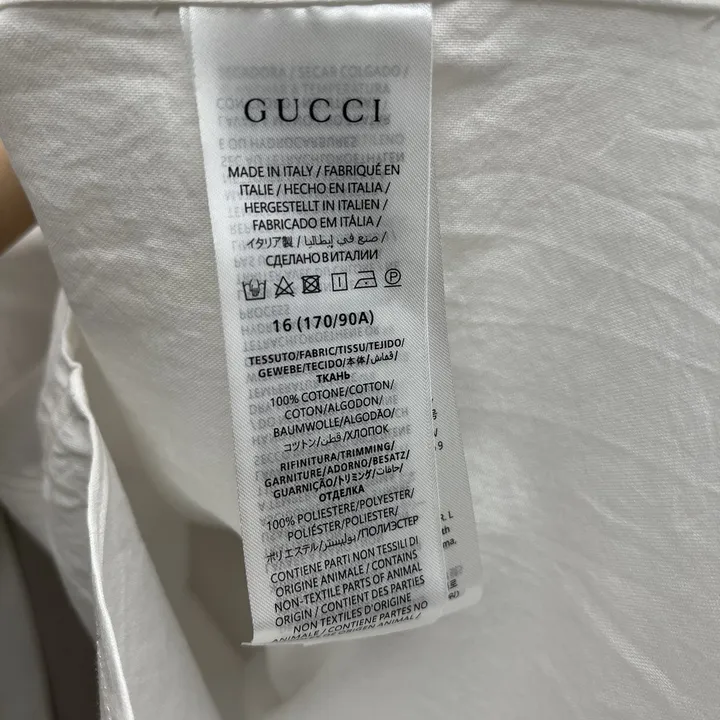 GUCCI
MADE IN ITALY / FABRIQUÉ EN
ITALIE / HECHO EN ITALIA /
HERGESTELLT IN ITALIEN /
FABRICADO EM ITÁLIA /
イタリア製 / صنع في إيطاليا /
СДЕЛАНО В ИТАЛИИ
16 (170/90A)
TESSUTO/FABRIC/TISSU/TEJIDO/
GEWEBE/TECIDO/本体/قماش/
ТКАНЬ
100% COTONE/COTTON/
COTON/ALGODON/
BAUMWOLLE/ALGODÃO/
コットン/قطن/ХЛОПОК
RIFINITURA/TRIMMING/
GARNITURE/ADORNO/BESATZ/
GUARNIÇÃO/トリミング/حافات/
ОТДЕЛКА
100% POLIESTERE/POLYESTER/
POLIÉSTER/POLIESTER/
ポリエステル/بوليستر/ПОЛИЭСТЕР
CONTIENE PARTI NON TESSILI DI
ORIGINE ANIMALE / CONTAINS
NON-TEXTILE PARTS OF ANIMAL
ORIGIN / CONTIENT DES PARTIES
NON TEXTILES D'ORIGINE
ANIMALE / CONTIENE PARTES NO